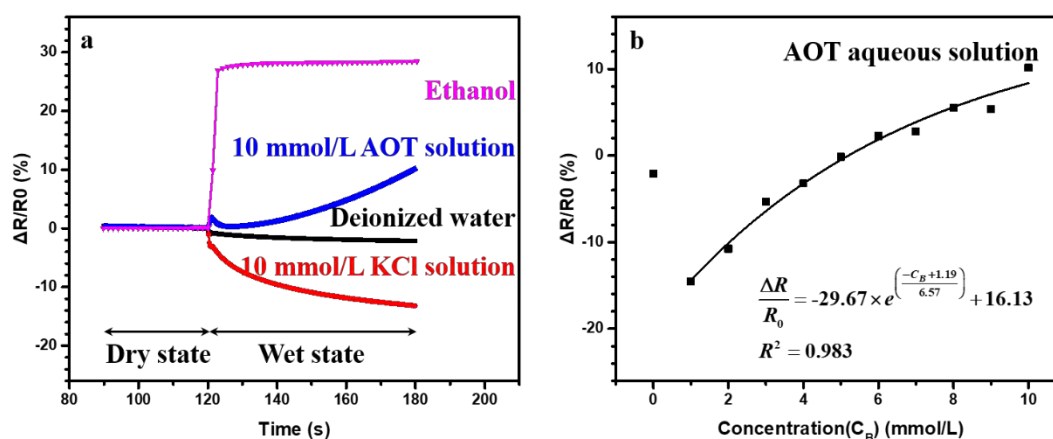 a
ΔR/R0 (%)
30
20
10
0
-10
-20
Ethanol
10 mmol/L AOT solution
Deionized water
10 mmol/L KCl solution
Dry state
Wet state
80 100 120 140 160 180 200
Time (s)
b
AOT aqueous solution
ΔR/R0 (%)
10
0
-10
-20
ΔR/R₀ = -29.67 × e^((-C_B + 1.19)/6.57) + 16.13
R² = 0.983
0 2 4 6 8 10
Concentration(C_B) (mmol/L)